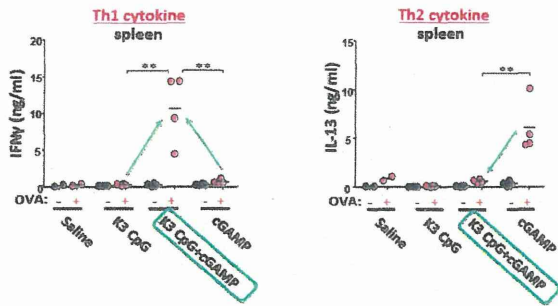 Th1 cytokine
spleen
IFNγ (ng/ml)
20
15
10
5
0
** **
OVA: - + - + - + - +
Saline
K3 CpG
K3 CpG+cGAMP
cGAMP
Th2 cytokine
spleen
IL-13 (ng/ml)
15
10
5
0
**
OVA: - + - + - + - +
Saline
K3 CpG
K3 CpG+cGAMP
cGAMP